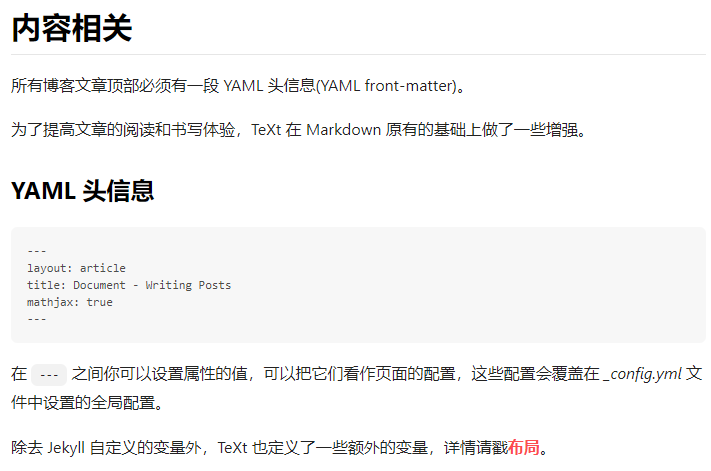 内容相关
所有博客文章顶部必须有一段 YAML 头信息(YAML front-matter)。
为了提高文章的阅读和书写体验，TeXt 在 Markdown 原有的基础上做了一些增强。
YAML 头信息
---
layout: article
title: Document - Writing Posts
mathjax: true
---
在 --- 之间你可以设置属性的值，可以把它们看作页面的配置，这些配置会覆盖在 _config.yml 文
件中设置的全局配置。
除去 Jekyll 自定义的变量外，TeXt 也定义了一些额外的变量，详情请戳布局。